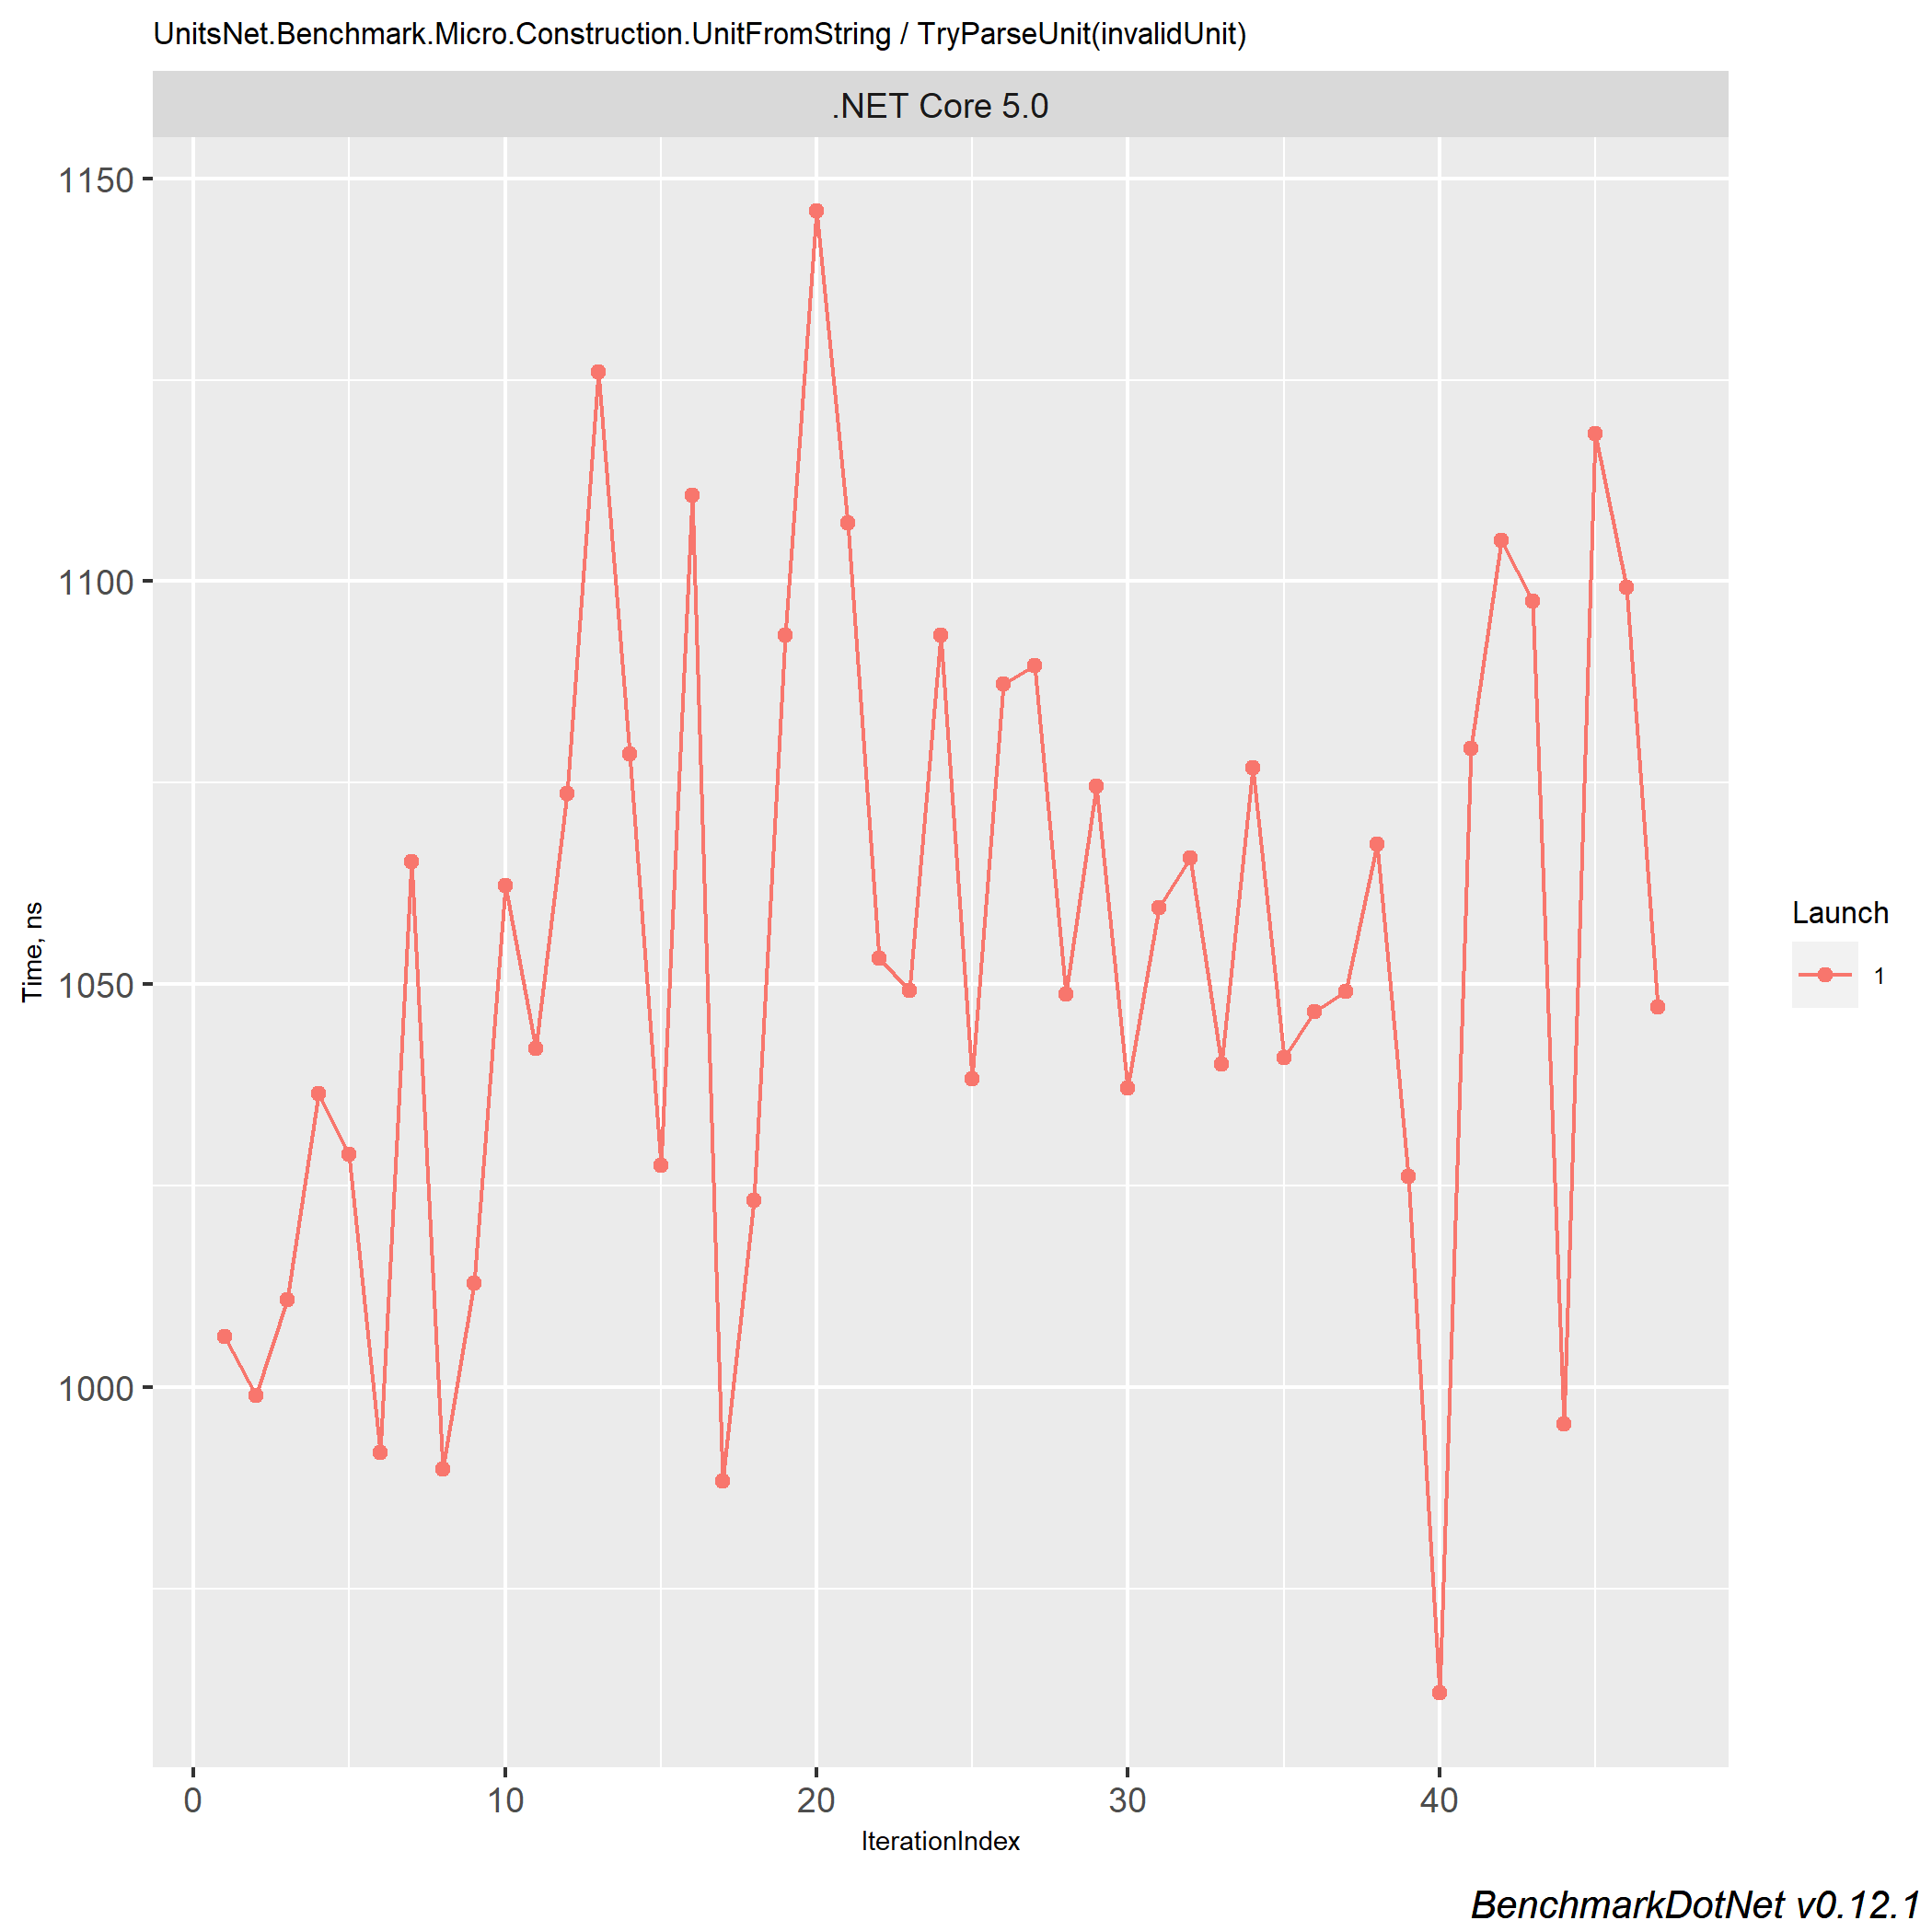 UnitsNet.Benchmark.Micro.Construction.UnitFromString / TryParseUnit(invalidUnit)
.NET Core 5.0
1150
1100
1050
1000
Time, ns
0 10 20 30 40
IterationIndex
Launch
1
BenchmarkDotNet v0.12.1